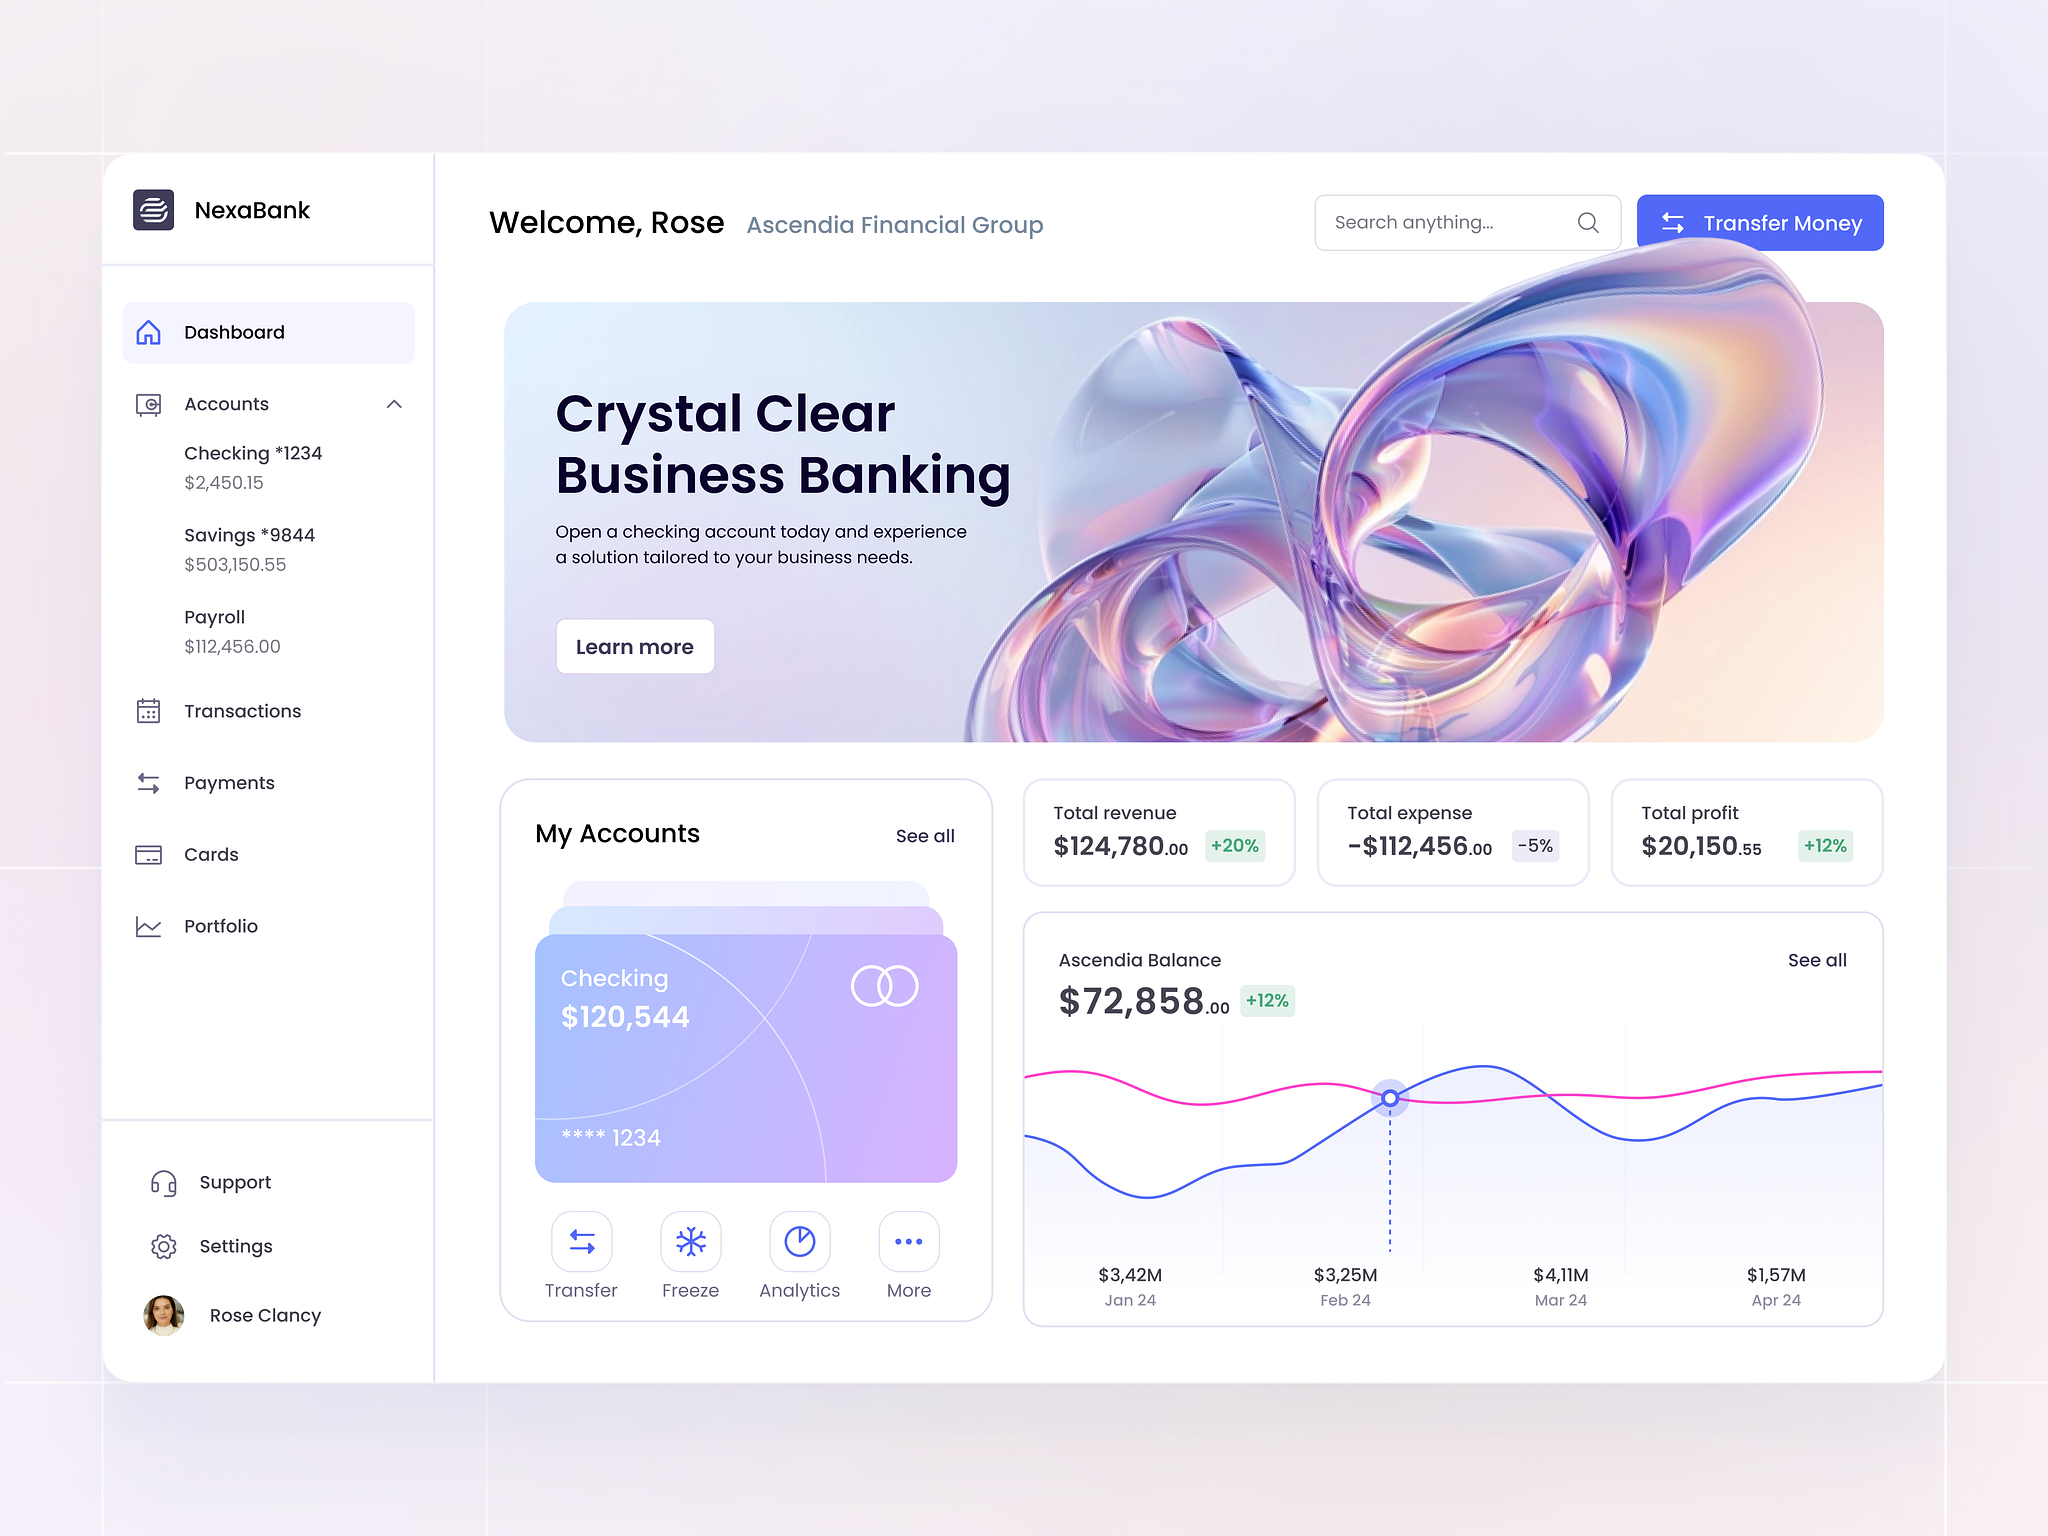 NexaBank
Dashboard
Accounts
Checking *1234
$2,450.15
Savings *9844
$503,150.55
Payroll
$112,456.00
Transactions
Payments
Cards
Portfolio
Support
Settings
Rose Clancy
Welcome, Rose
Ascendia Financial Group
Search anything...
Transfer Money
Crystal Clear
Business Banking
Open a checking account today and experience
a solution tailored to your business needs.
Learn more
My Accounts
See all
Checking
$120,544
**** 1234
Transfer
Freeze
Analytics
More
Total revenue
$124,780.00
+20%
Total expense
-$112,456.00
-5%
Total profit
$20,150.55
+12%
Ascendia Balance
See all
$72,858.00
+12%
$3,42M
Jan 24
$3,25M
Feb 24
$4,11M
Mar 24
$1,57M
Apr 24